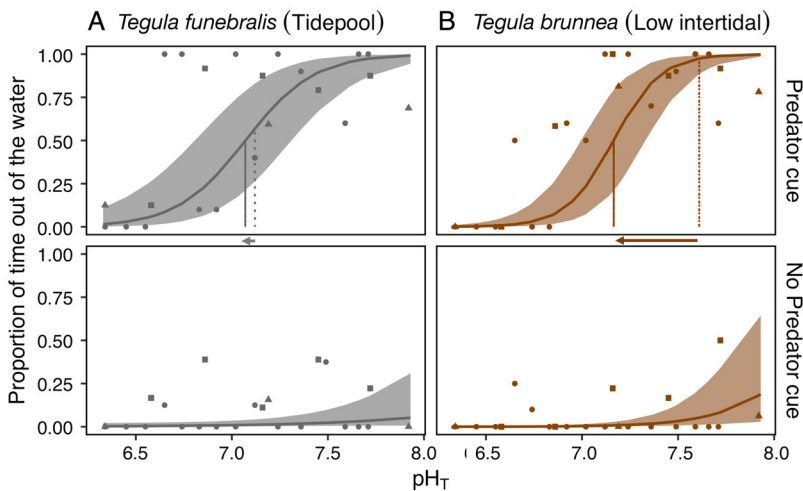 A Tegula funebralis (Tidepool)
B Tegula brunnea (Low intertidal)
Proportion of time out of the water
1.00
0.75
0.50
0.25
0.00
Predator cue
1.00
0.75
0.50
0.25
0.00
No Predator cue
6.5 7.0 7.5 8.0
( 6.5 7.0 7.5 8.0
pHT